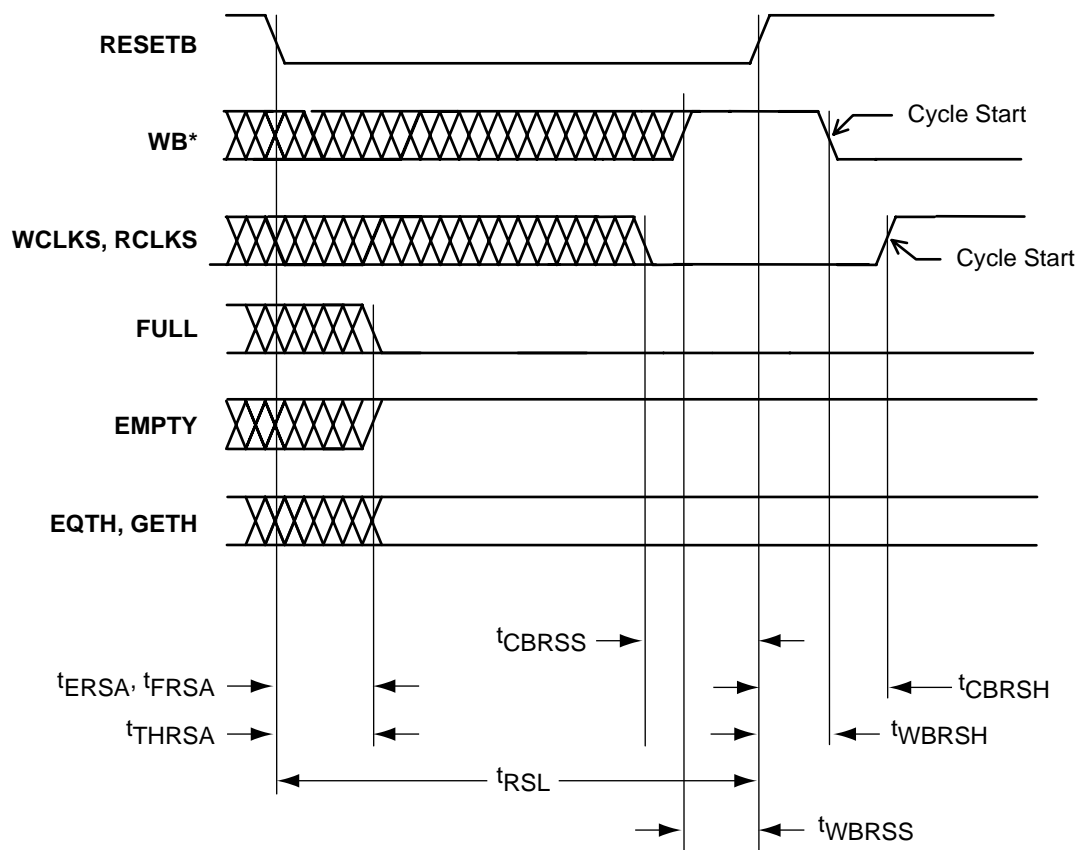 RESETB
WB*
Cycle Start
WCLKS, RCLKS
Cycle Start
FULL
EMPTY
EQTH, GETH
tCBRSS
tERSA, tFRSA
tCBRSH
tTHRSA
tWBRSH
tRSL
tWBRSS